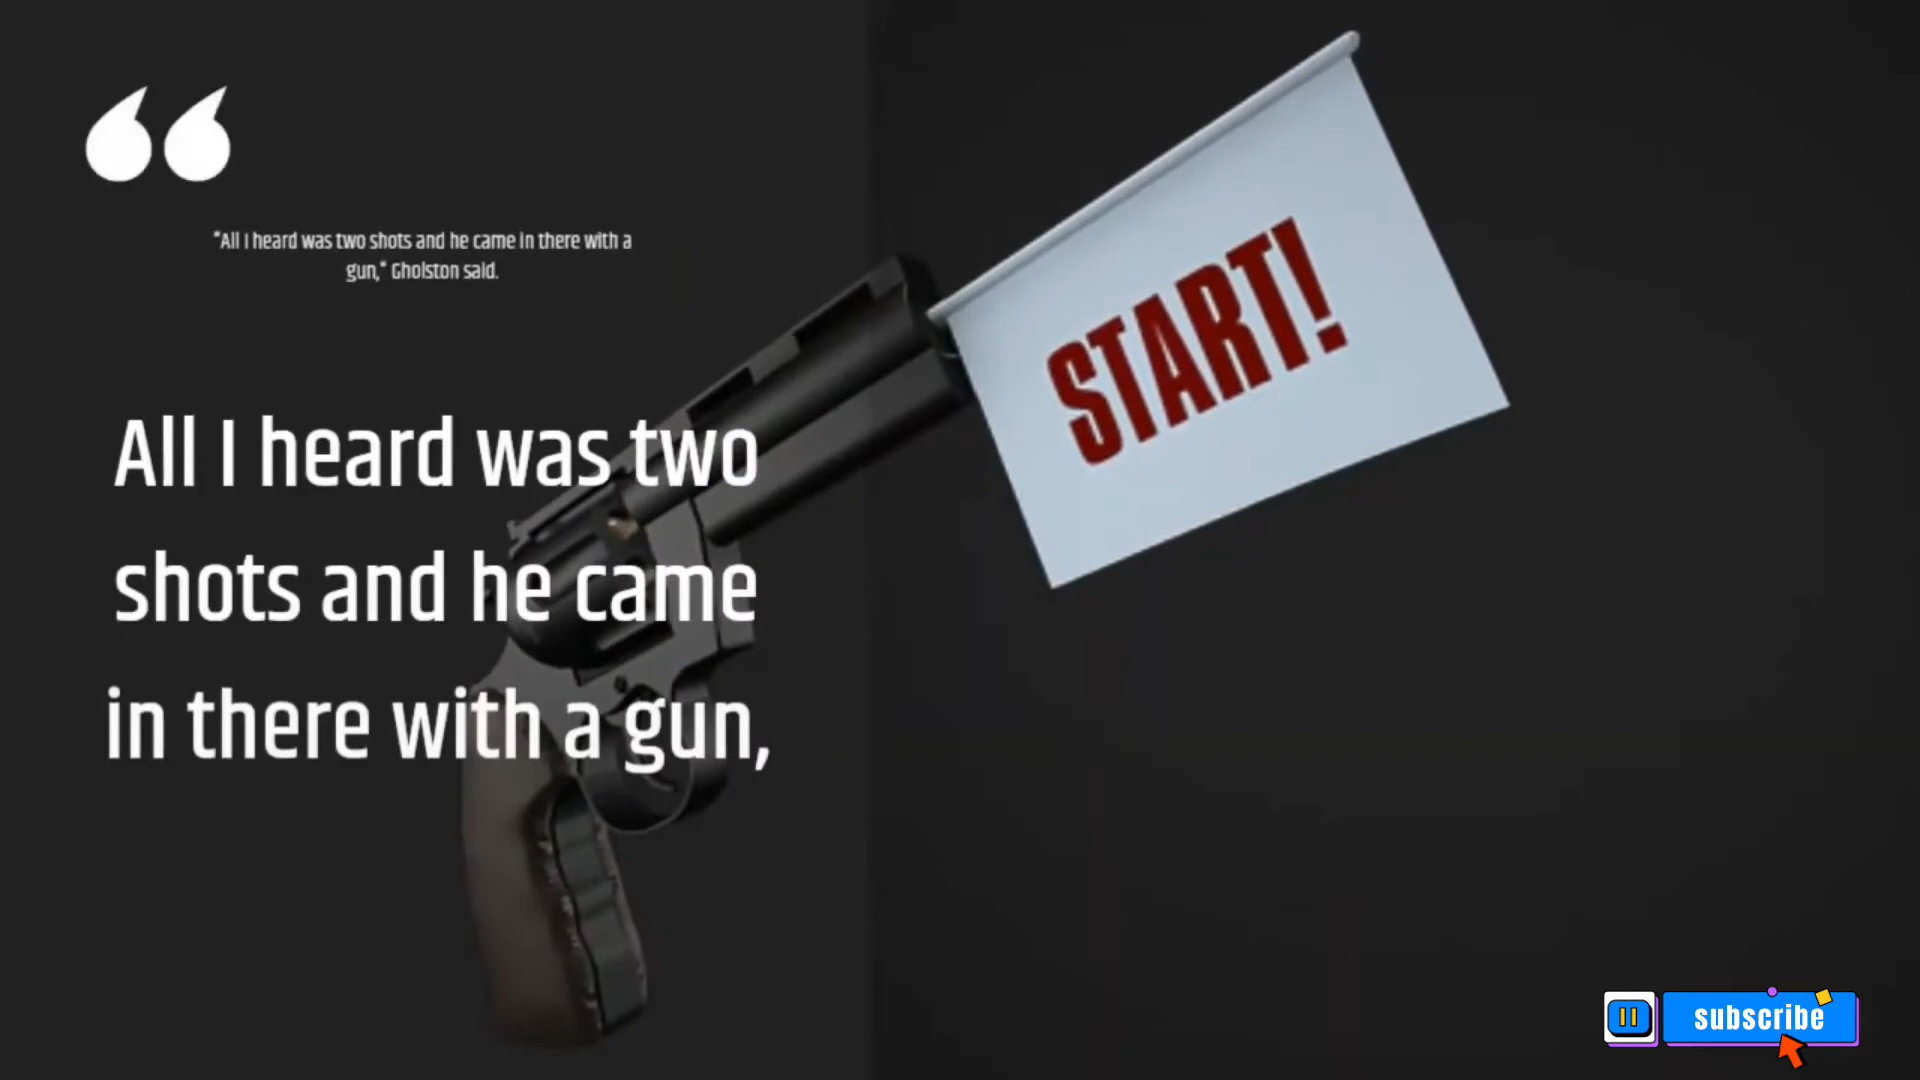 "All I heard was two shots and he came in there with a
gun," Gholston said.
All I heard was two
shots and he came
in there with a gun,
START!
subscribe